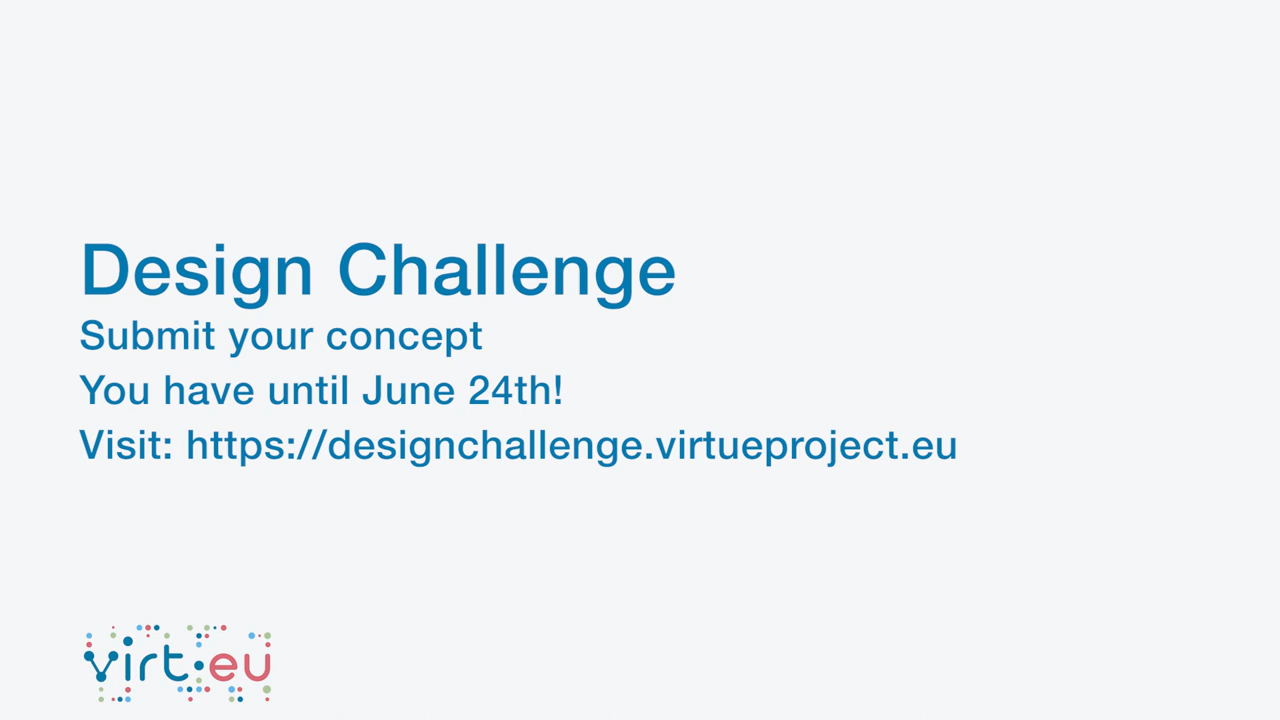 Design Challenge
Submit your concept
You have until June 24th!
Visit: https://designchallenge.virtueproject.eu
virt.eu